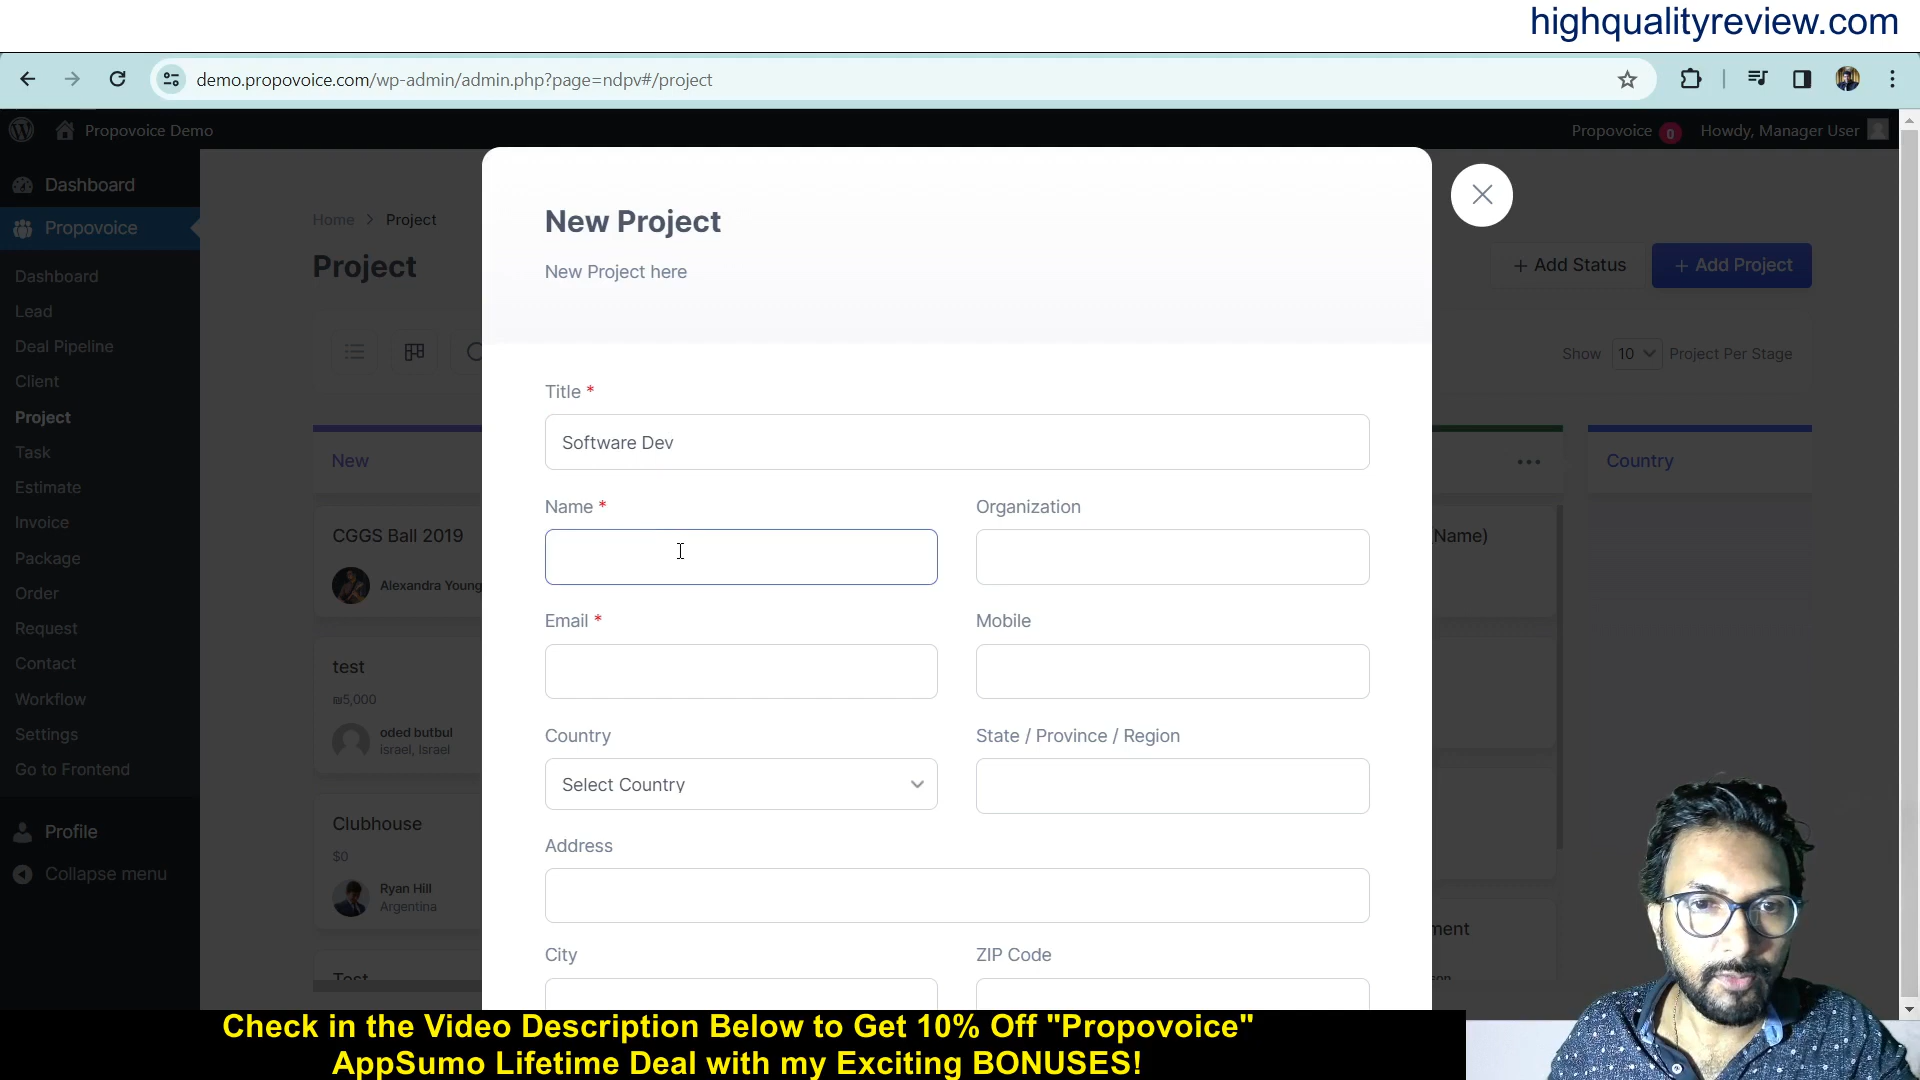 highqualityreview.com
demo.propovoice.com/wp-admin/admin.php?page=ndpv#/project
Propovoice Demo
Propovoice 0 Howdy, Manager User
Dashboard
Propovoice
Dashboard
Lead
Deal Pipeline
Client
Project
Task
Estimate
Invoice
Package
Order
Request
Contact
Workflow
Settings
Go to Frontend
Profile
Collapse menu
Home > Project
Project
+ Add Status
+ Add Project
Show 10 Project Per Stage
New
CGGS Ball 2019
Alexandra Young
test
₪5,000
oded butbul
israel, Israel
Clubhouse
$0
Ryan Hill
Argentina
Test
New Project
New Project here
Title *
Software Dev
Name *
Organization
Email *
Mobile
Country
State / Province / Region
Select Country
Address
City
ZIP Code
Country
Name)
ment
son
Check in the Video Description Below to Get 10% Off "Propovoice"
AppSumo Lifetime Deal with my Exciting BONUSES!